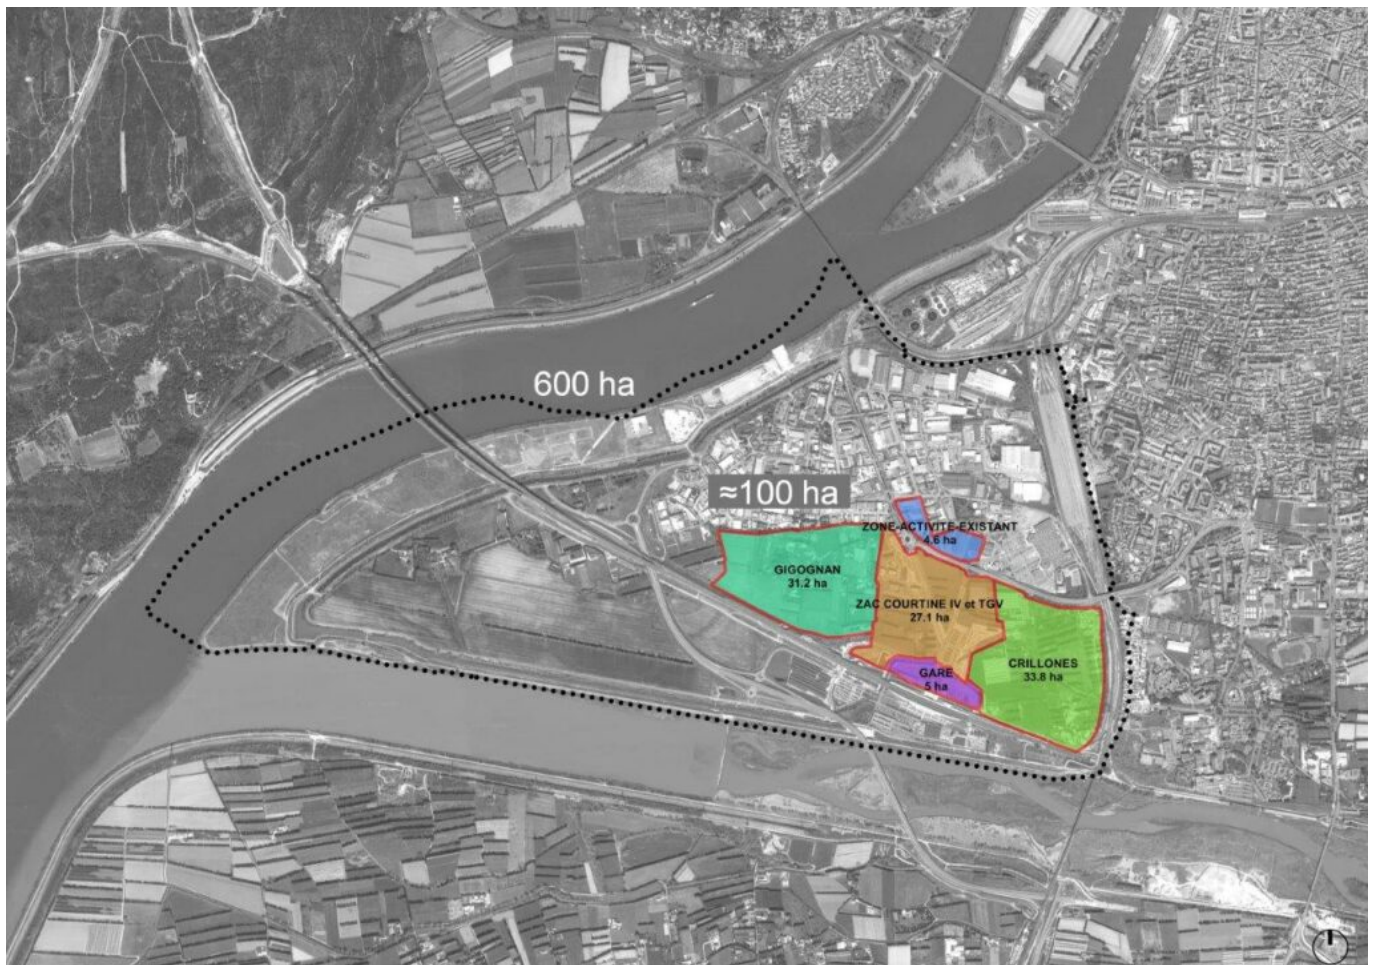 600 ha
≈100 ha
ZONE-ACTIVITE-EXISTANT
4.6 ha
GIGOGNAN
31.2 ha
ZAC COURTINE IV et TGV
27.1 ha
CRILLONES
33.8 ha
GARE
5 ha